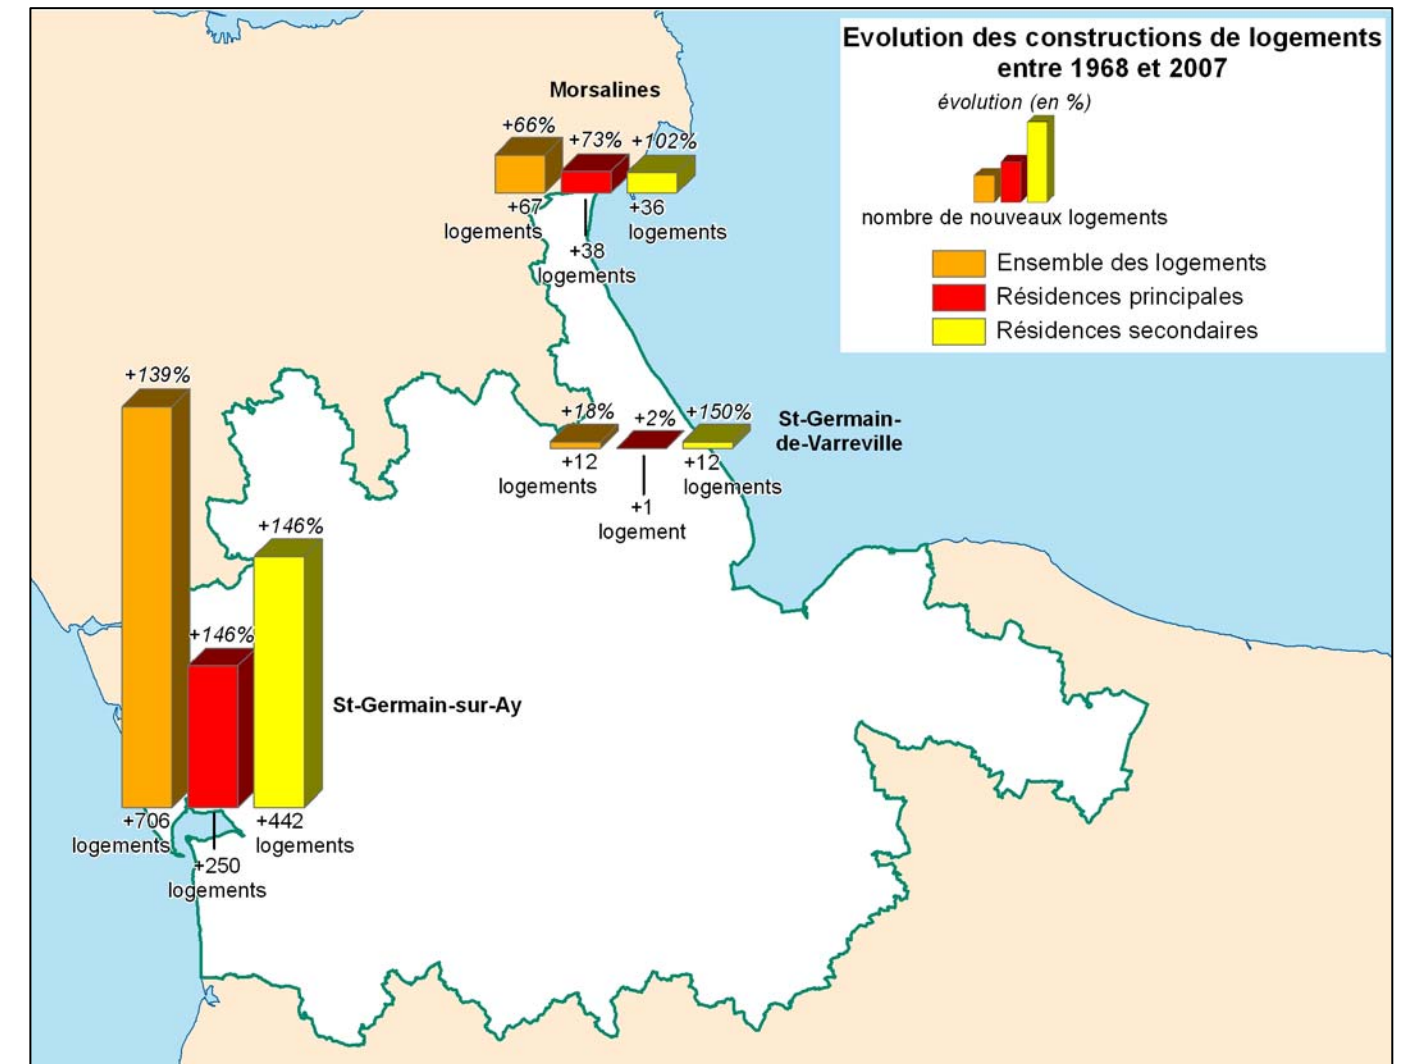 Evolution des constructions de logements
entre 1968 et 2007
évolution (en %)
nombre de nouveaux logements
Ensemble des logements
Résidences principales
Résidences secondaires
Morsalines
+66%
+73%
+102%
+67
logements
+38
logements
+36
logements
+18%
+2%
+150%
St-Germain-
de-Varreville
+12
logements
+1
logement
+12
logements
+139%
+146%
+146%
St-Germain-sur-Ay
+706
logements
+250
logements
+442
logements